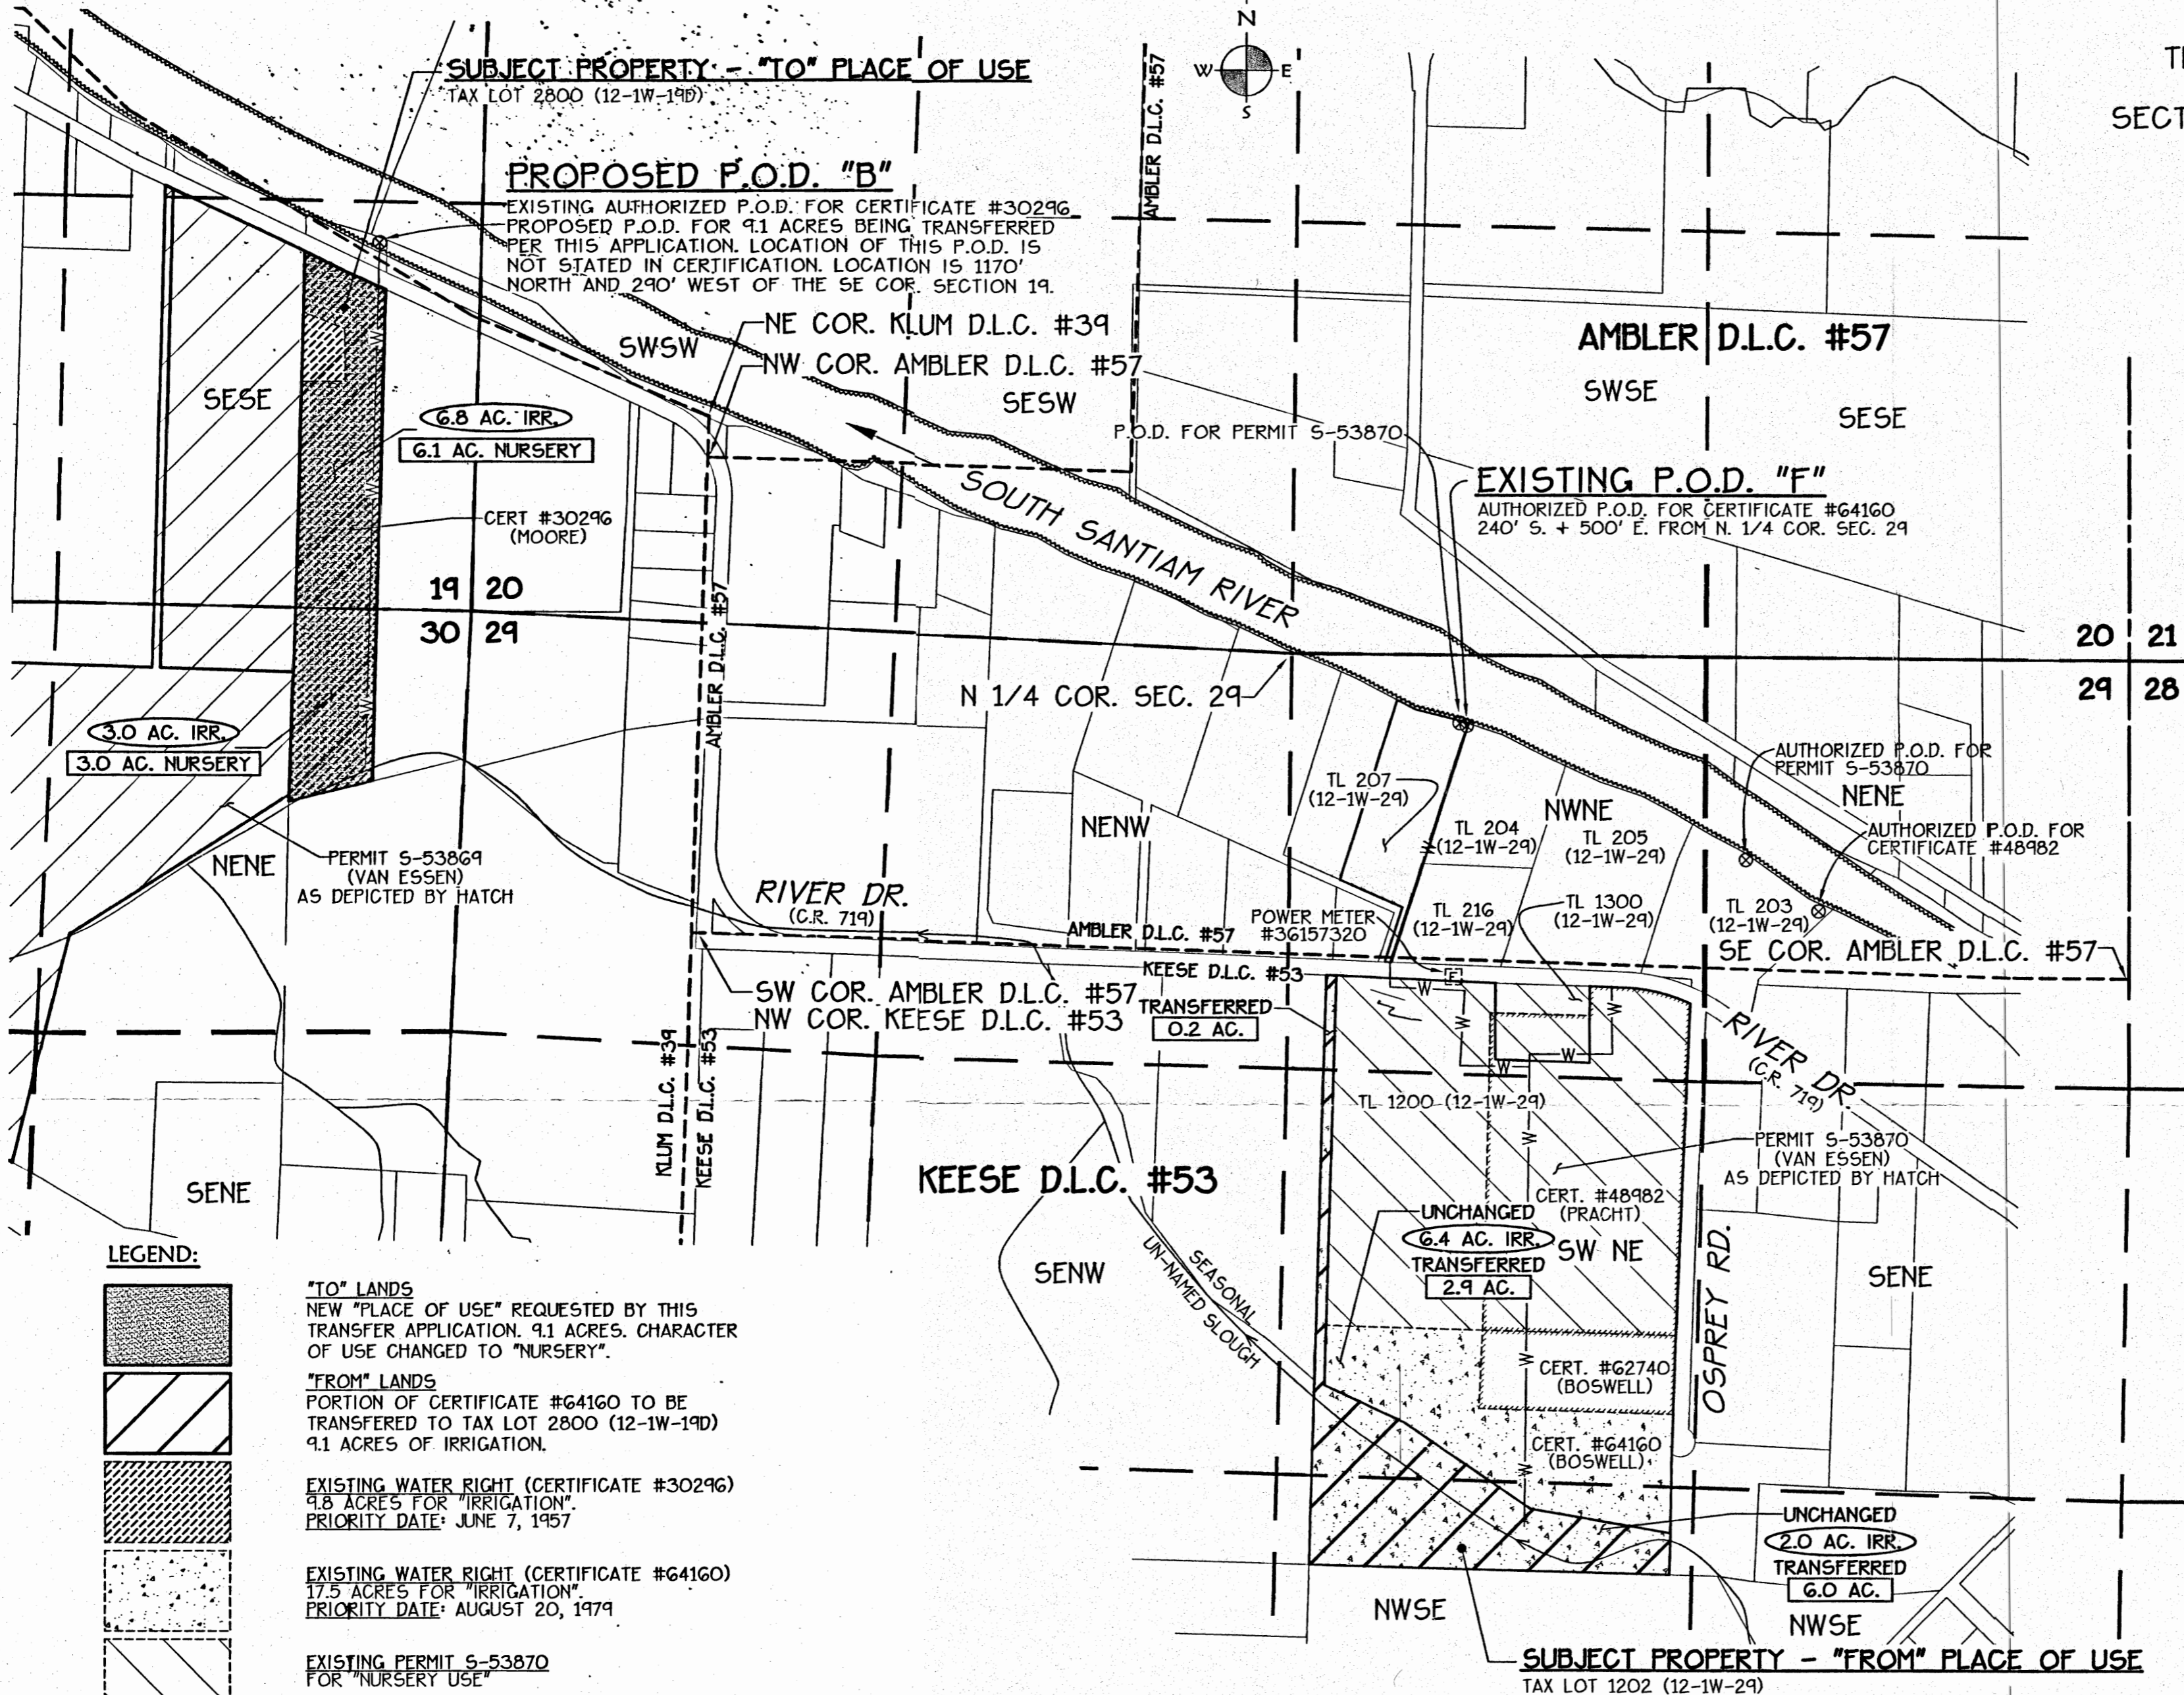 N
W E
S
T
SECT
SUBJECT PROPERTY - "TO" PLACE OF USE
TAX LOT 2800 (12-1W-19D)
AMBLER D.L.C. #57
PROPOSED P.O.D. "B"
EXISTING AUTHORIZED P.O.D. FOR CERTIFICATE #30296
PROPOSED P.O.D. FOR 9.1 ACRES BEING TRANSFERRED
PER THIS APPLICATION. LOCATION OF THIS P.O.D. IS
NOT STATED IN CERTIFICATION. LOCATION IS 1170'
NORTH AND 290' WEST OF THE SE COR. SECTION 19.
NE COR. KLUM D.L.C. #39
NW COR. AMBLER D.L.C. #57
SWSW
SESW
AMBLER D.L.C. #57
SWSE
SESE
SESE
6.8 AC. IRR.
6.1 AC. NURSERY
CERT #30296
(MOORE)
W
W
W
P.O.D. FOR PERMIT S-53870
EXISTING P.O.D. "F"
AUTHORIZED P.O.D. FOR CERTIFICATE #64160
240' S. + 500' E. FROM N. 1/4 COR. SEC. 29
SOUTH SANTIAM RIVER
19 20
30 29
20 21
29 28
AMBLER D.L.C. #57
N 1/4 COR. SEC. 29
3.0 AC. IRR.
3.0 AC. NURSERY
AUTHORIZED P.O.D. FOR
PERMIT S-53870
NENE
AUTHORIZED P.O.D. FOR
CERTIFICATE #48982
TL 207
(12-1W-29)
TL 204
(12-1W-29)
NWNE
TL 205
(12-1W-29)
NENW
NENE
PERMIT S-53869
(VAN ESSEN)
AS DEPICTED BY HATCH
RIVER DR.
(C.R. 719)
AMBLER D.L.C. #57
POWER METER
#36157320
TL 216
(12-1W-29)
TL 1300
(12-1W-29)
TL 203
(12-1W-29)
SE COR. AMBLER D.L.C. #57
KEESE D.L.C. #53
E
SW COR. AMBLER D.L.C. #57
NW COR. KEESE D.L.C. #53
TRANSFERRED
0.2 AC.
W
W
W
W
W
RIVER DR.
(C.R. 719)
KLUM D.L.C. #39
KEESE D.L.C. #53
TL 1200 (12-1W-29)
W
PERMIT S-53870
(VAN ESSEN)
AS DEPICTED BY HATCH
KEESE D.L.C. #53
SENE
CERT. #48982
(PRACHT)
UNCHANGED
6.4 AC. IRR.
SW NE
TRANSFERRED
2.9 AC.
SENW
SEASONAL
UN-NAMED SLOUGH
OSPREY RD.
SENE
W
CERT. #62740
(BOSWELL)
CERT. #64160
(BOSWELL)
W
UNCHANGED
2.0 AC. IRR.
TRANSFERRED
6.0 AC.
NWSE
NWSE
SUBJECT PROPERTY - "FROM" PLACE OF USE
TAX LOT 1202 (12-1W-29)
LEGEND:
"TO" LANDS
NEW "PLACE OF USE" REQUESTED BY THIS
TRANSFER APPLICATION. 9.1 ACRES. CHARACTER
OF USE CHANGED TO "NURSERY".
"FROM" LANDS
PORTION OF CERTIFICATE #64160 TO BE
TRANSFERED TO TAX LOT 2800 (12-1W-19D)
9.1 ACRES OF IRRIGATION.
EXISTING WATER RIGHT (CERTIFICATE #30296)
9.8 ACRES FOR "IRRIGATION".
PRIORITY DATE: JUNE 7, 1957
EXISTING WATER RIGHT (CERTIFICATE #64160)
17.5 ACRES FOR "IRRIGATION".
PRIORITY DATE: AUGUST 20, 1979
EXISTING PERMIT S-53870
FOR "NURSERY USE"